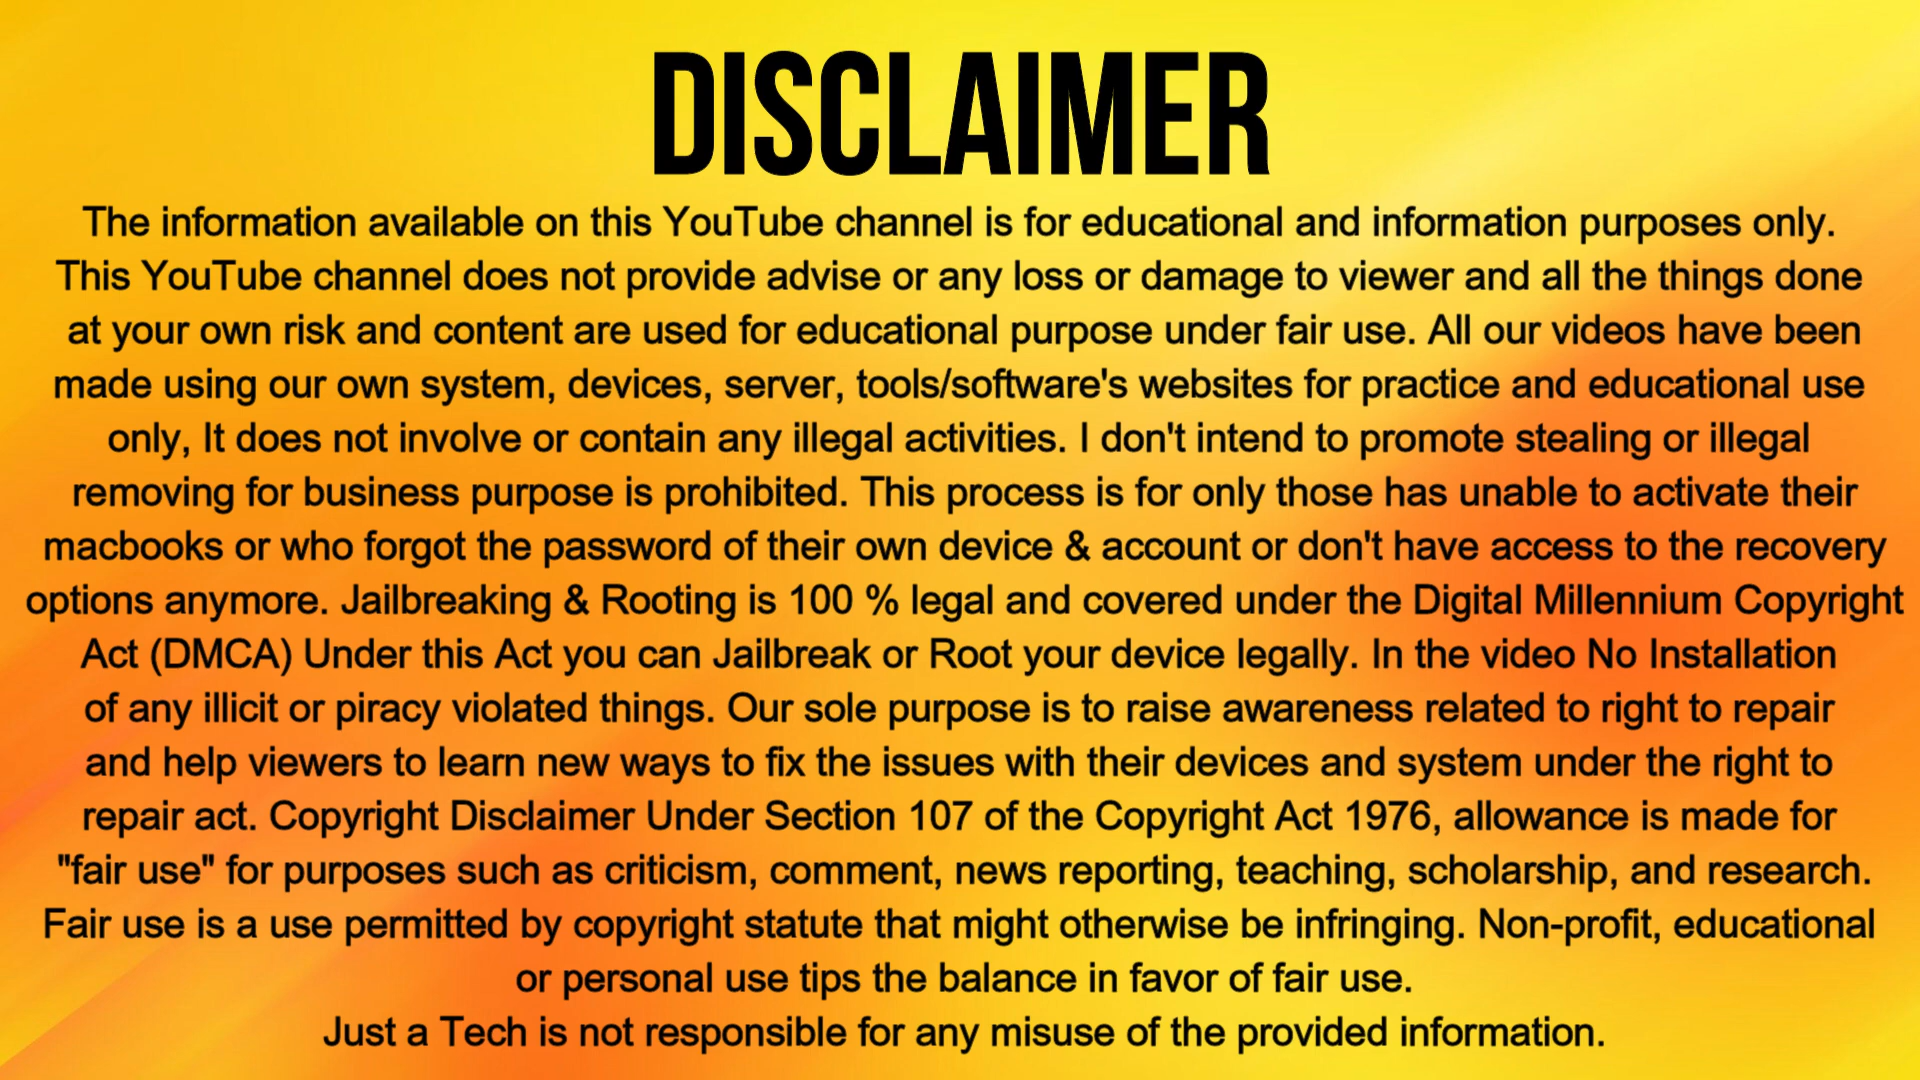 DISCLAIMER
The information available on this YouTube channel is for educational and information purposes only.
This YouTube channel does not provide advise or any loss or damage to viewer and all the things done
at your own risk and content are used for educational purpose under fair use. All our videos have been
made using our own system, devices, server, tools/software's websites for practice and educational use
only, It does not involve or contain any illegal activities. I don't intend to promote stealing or illegal
removing for business purpose is prohibited. This process is for only those has unable to activate their
macbooks or who forgot the password of their own device & account or don't have access to the recovery
options anymore. Jailbreaking & Rooting is 100 % legal and covered under the Digital Millennium Copyright
Act (DMCA) Under this Act you can Jailbreak or Root your device legally. In the video No Installation
of any illicit or piracy violated things. Our sole purpose is to raise awareness related to right to repair
and help viewers to learn new ways to fix the issues with their devices and system under the right to
repair act. Copyright Disclaimer Under Section 107 of the Copyright Act 1976, allowance is made for
"fair use" for purposes such as criticism, comment, news reporting, teaching, scholarship, and research.
Fair use is a use permitted by copyright statute that might otherwise be infringing. Non-profit, educational
or personal use tips the balance in favor of fair use.
Just a Tech is not responsible for any misuse of the provided information.